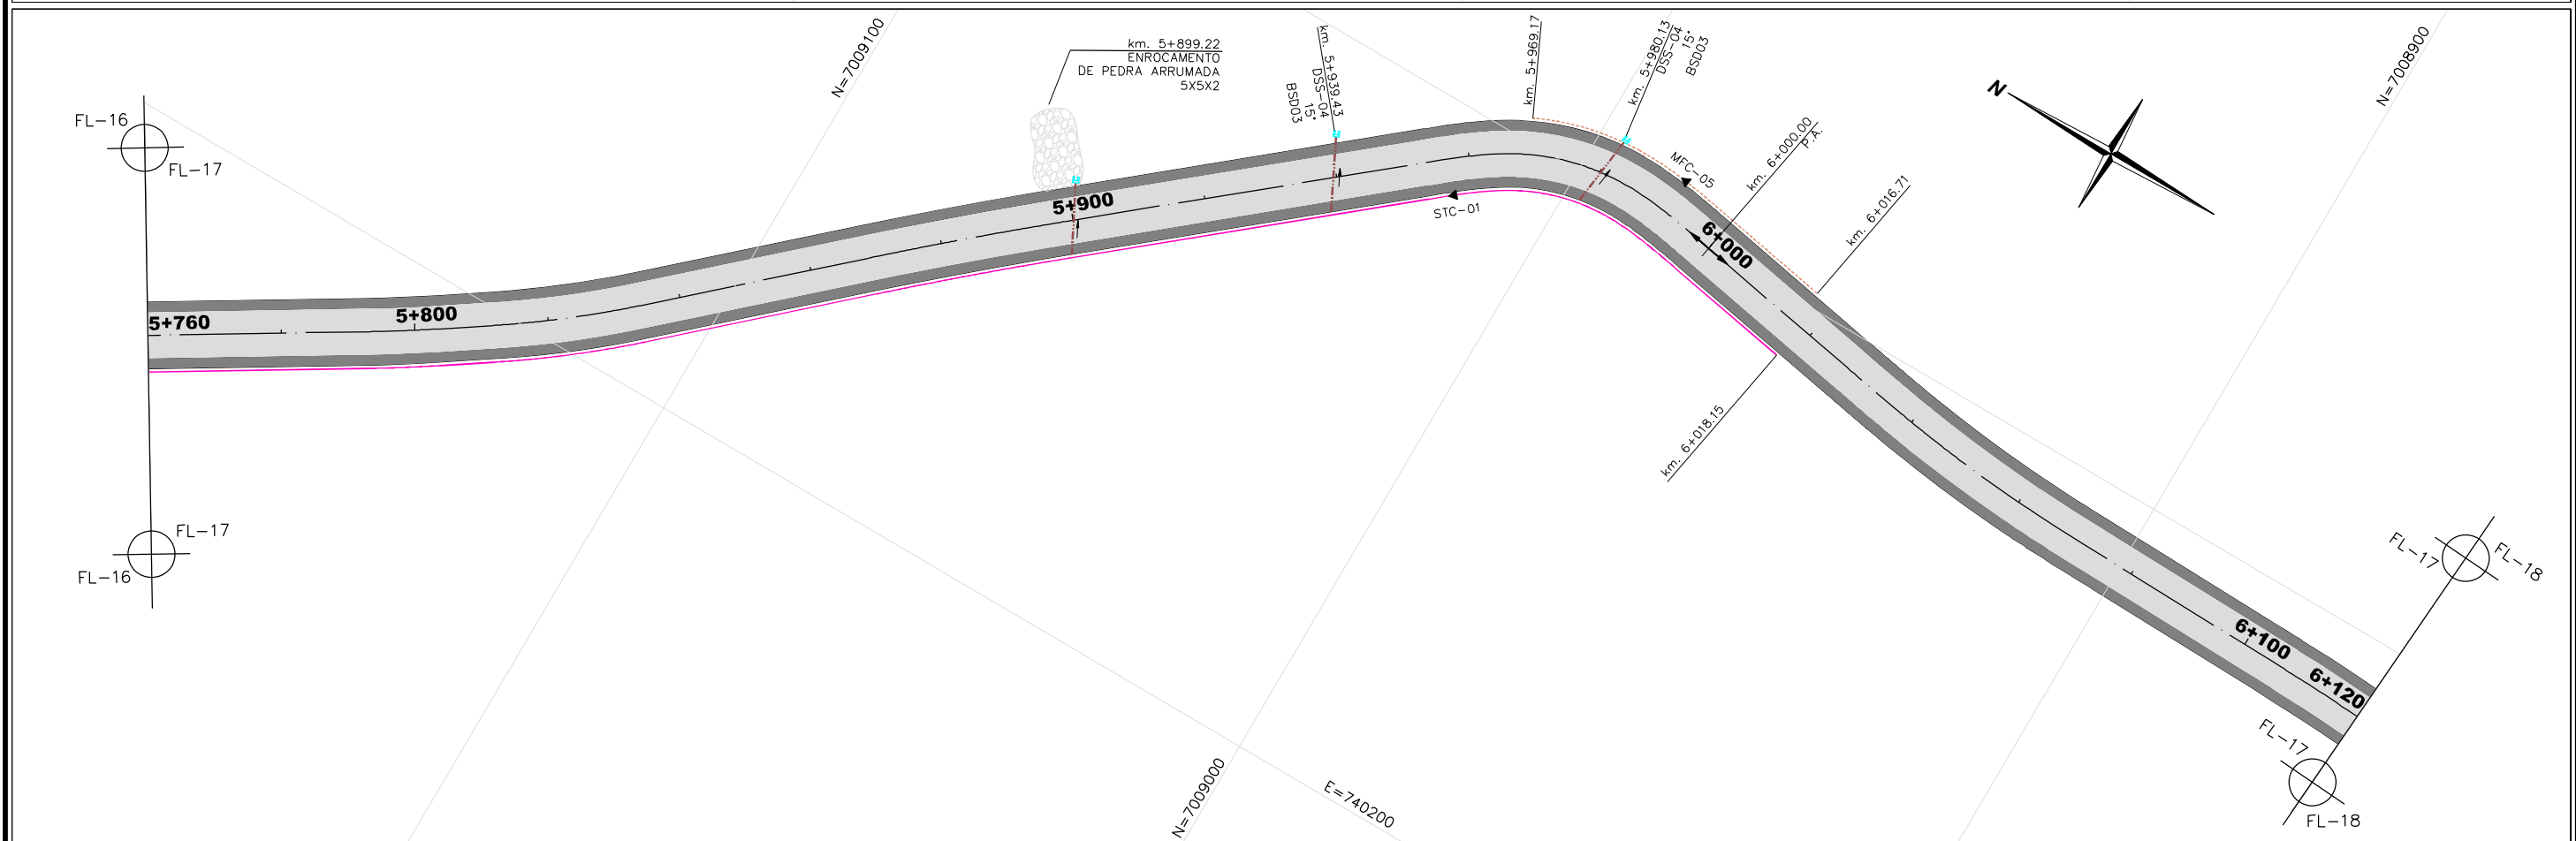 FL-16
FL-17
FL-17
FL-16
5+760
5+800
N=7009100
km. 5+899.22
ENROCAMENTO
DE PEDRA ARRUMADA
5X5X2
5+900
km. 5+939.43
DSS-04
15°
BSD03
STC-01
km. 5+969.17
km. 5+980.13
DSS-04
15°
BSD03
MFC-05
km. 6+000.00
P.A.
6+000
km. 6+016.71
km. 6+018.15
N
N=7008900
N=7009000
E=740200
6+100
6+120
FL-17
FL-18
FL-17
FL-18